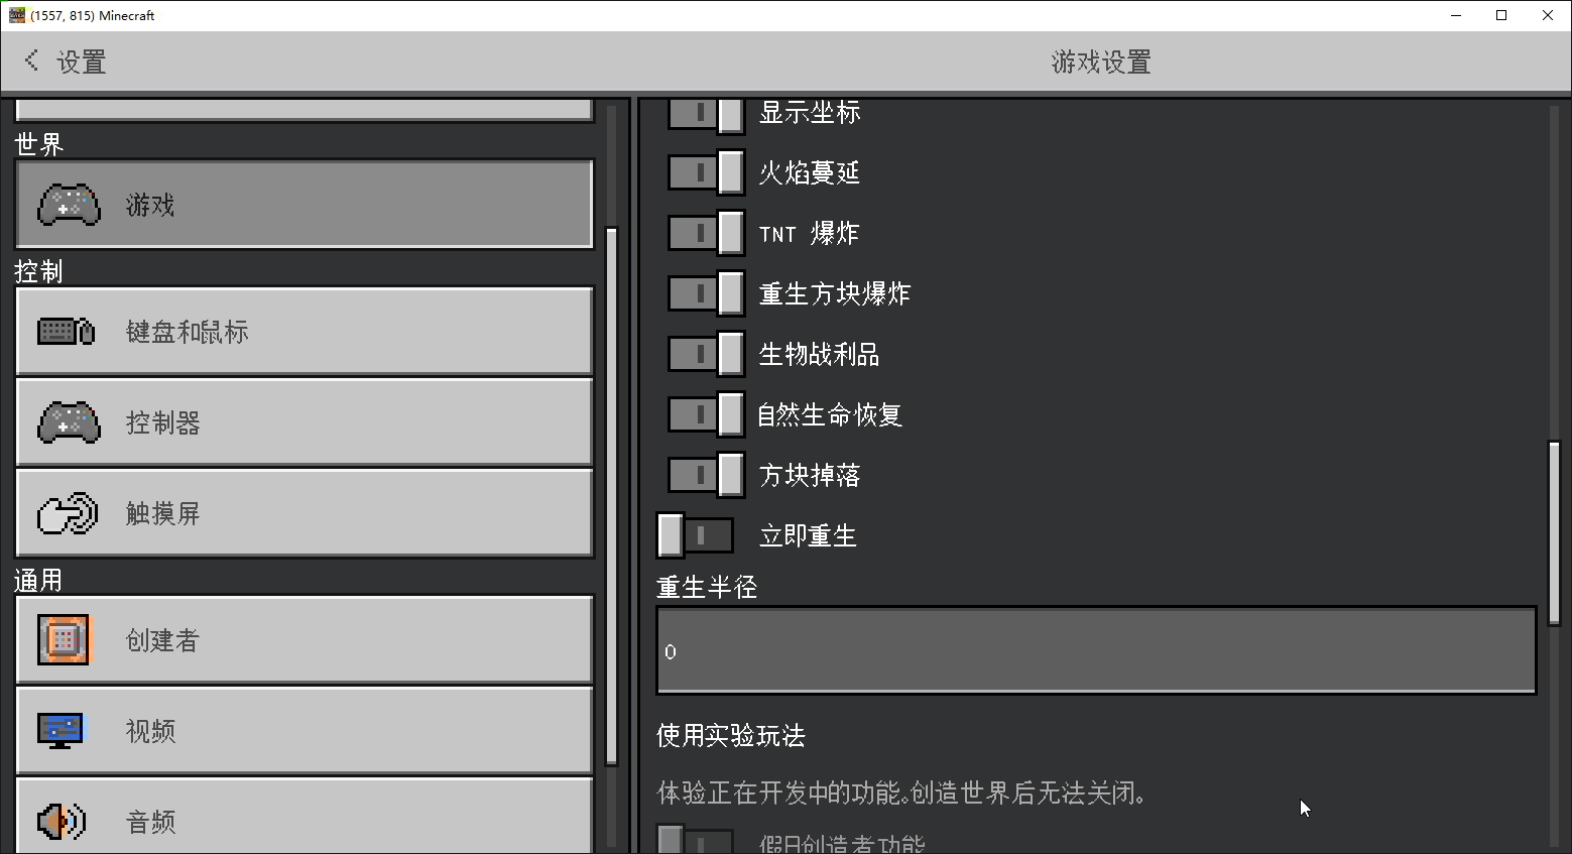 (1557, 815) Minecraft
设置
游戏设置
世界
游戏
控制
键盘和鼠标
控制器
触摸屏
通用
创建者
视频
音频
显示坐标
火焰蔓延
TNT 爆炸
重生方块爆炸
生物战利品
自然生命恢复
方块掉落
立即重生
重生半径
0
使用实验玩法
体验正在开发中的功能。创造世界后无法关闭。
假日创造者功能